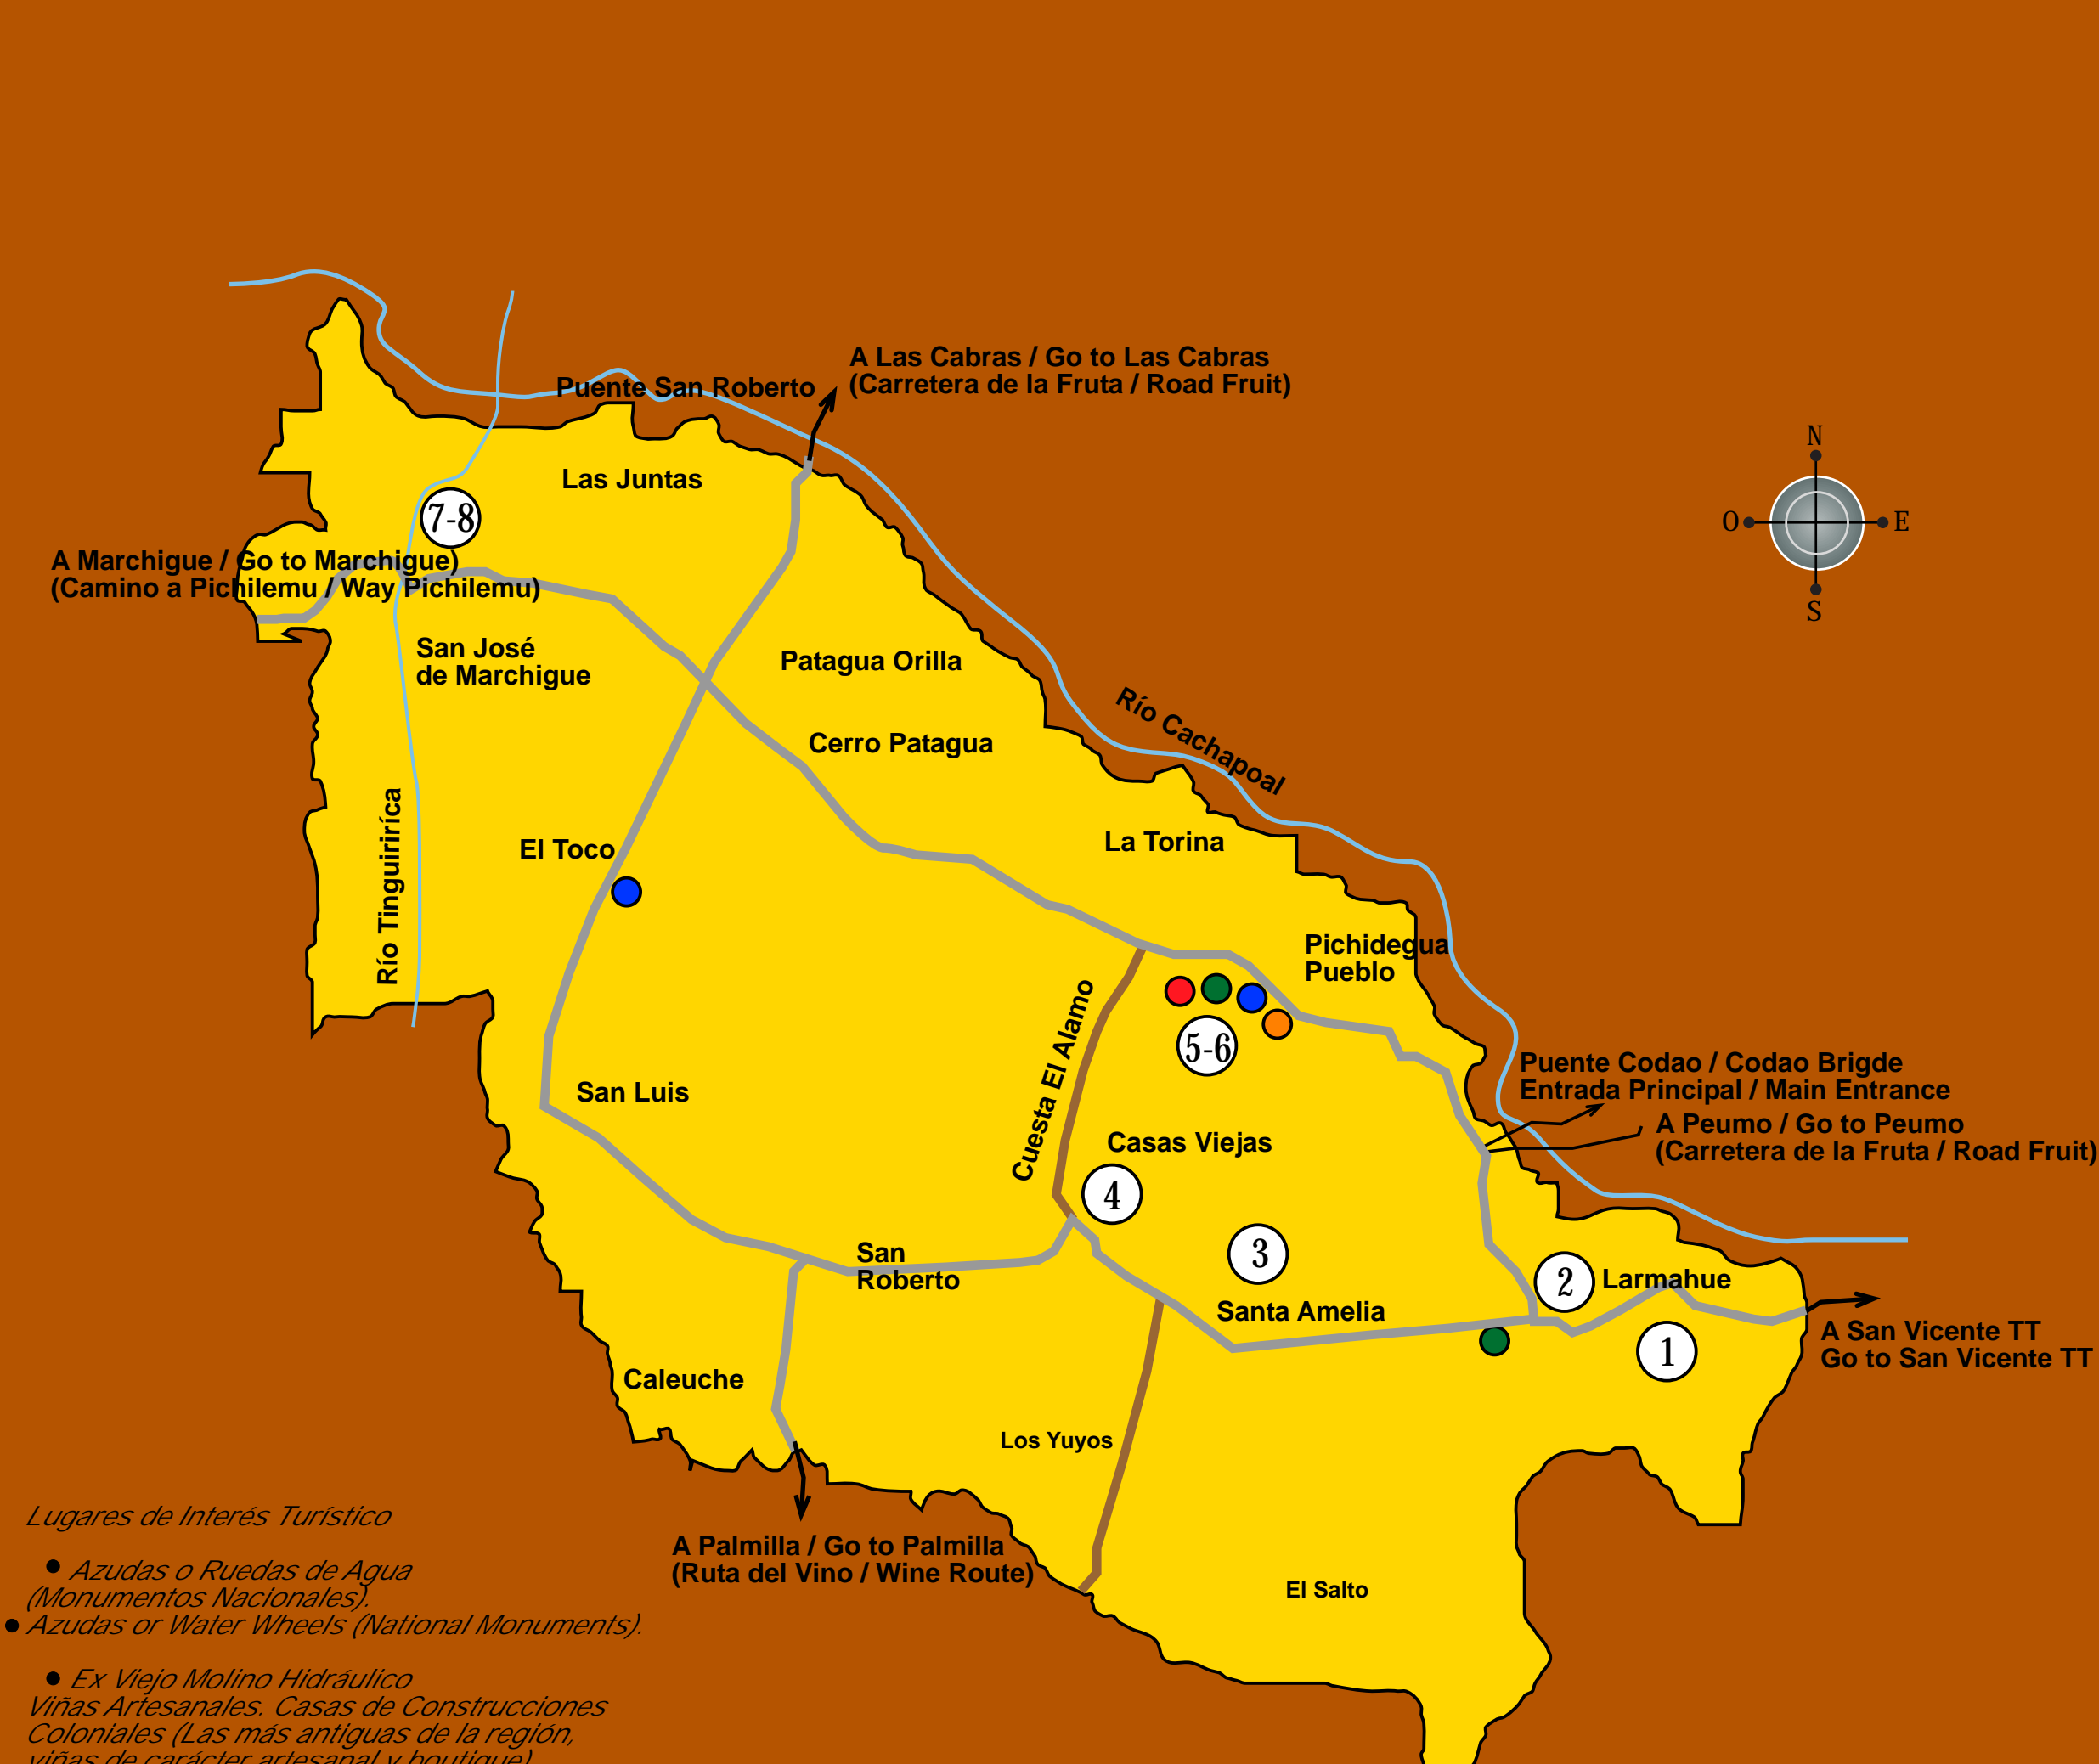 A Las Cabras / Go to Las Cabras
(Carretera de la Fruta / Road Fruit)
Puente San Roberto
N
O
E
S
Las Juntas
7-8
A Marchigue / Go to Marchigue)
(Camino a Pichilemu / Way Pichilemu)
San José
de Marchigue
Patagua Orilla
Río Cachapoal
Cerro Patagua
Río Tinguiriríca
El Toco
La Torina
Pichidegua
Pueblo
Cuesta El Alamo
5-6
Puente Codao / Codao Brigde
Entrada Principal / Main Entrance
San Luis
A Peumo / Go to Peumo
(Carretera de la Fruta / Road Fruit)
Casas Viejas
4
3
San
Roberto
2
Larmahue
Santa Amelia
A San Vicente TT
Go to San Vicente TT
1
Caleuche
Los Yuyos
A Palmilla / Go to Palmilla
(Ruta del Vino / Wine Route)
El Salto
Lugares de Interés Turístico
● Azudas o Ruedas de Agua
(Monumentos Nacionales).
● Azudas or Water Wheels (National Monuments).
● Ex Viejo Molino Hidráulico
Viñas Artesanales. Casas de Construcciones
Coloniales (Las más antiguas de la región,
viñas de carácter artesanal y boutique)